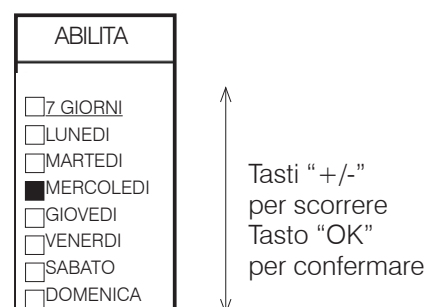 ABILITA
7 GIORNI
LUNEDI
MARTEDI
MERCOLEDI
GIOVEDI
VENERDI
SABATO
DOMENICA
Tasti “+/-”
per scorrere
Tasto “OK”
per confermare